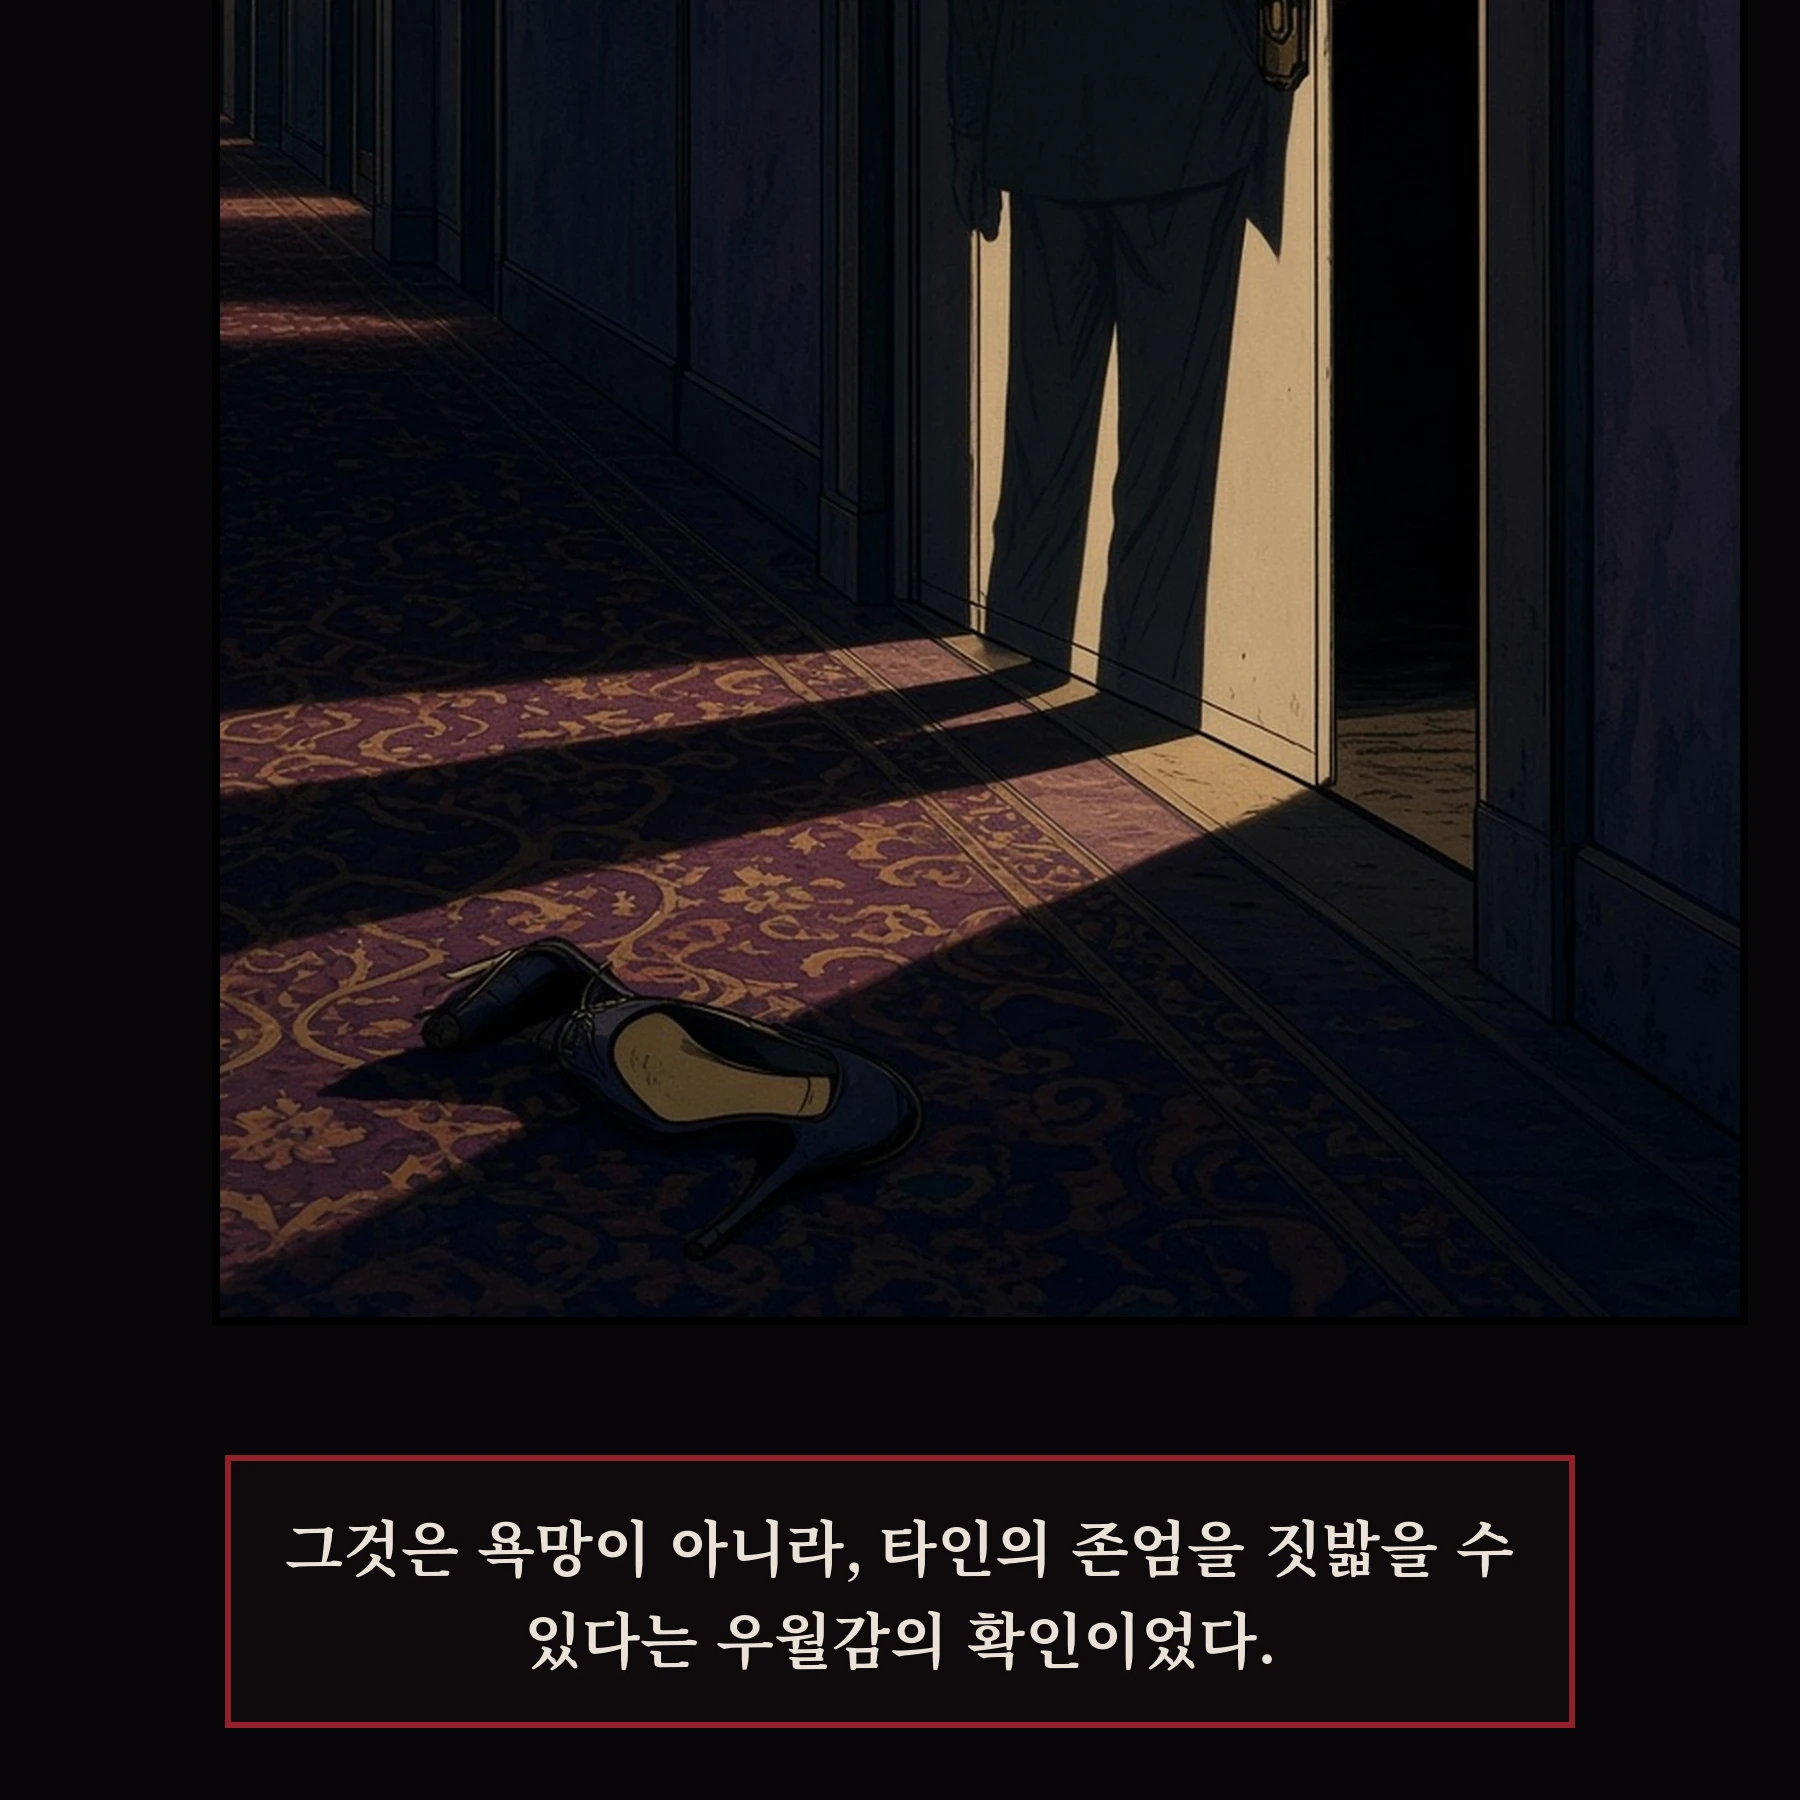 그것은 욕망이 아니라, 타인의 존엄을 짓밟을 수
있다는 우월감의 확인이었다.